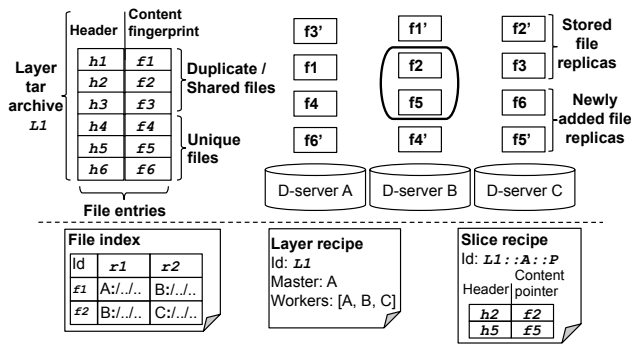 Header
Content fingerprint
Layer tar archive L1
h1 f1
h2 f2
h3 f3
h4 f4
h5 f5
h6 f6
Duplicate / Shared files
Unique files
File entries
f3' f1' f2'
f1 f2 f3
f4 f5 f6
f6' f4' f5'
D-server A
D-server B
D-server C
Stored file replicas
Newly added file replicas
File index
Id r1 r2
f1 A:/../.. B:/../..
f2 B:/../.. C:/../..
Layer recipe
Id: L1
Master: A
Workers: [A, B, C]
Slice recipe
Id: L1::A::P
Header
Content pointer
h2 f2
h5 f5